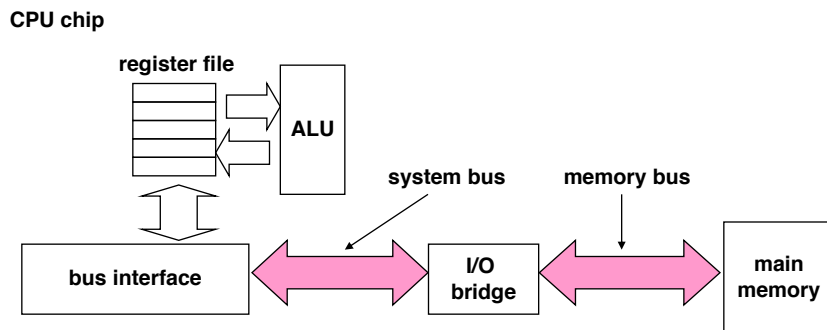 CPU chip
register file
ALU
system bus
memory bus
bus interface
I/O
bridge
main
memory